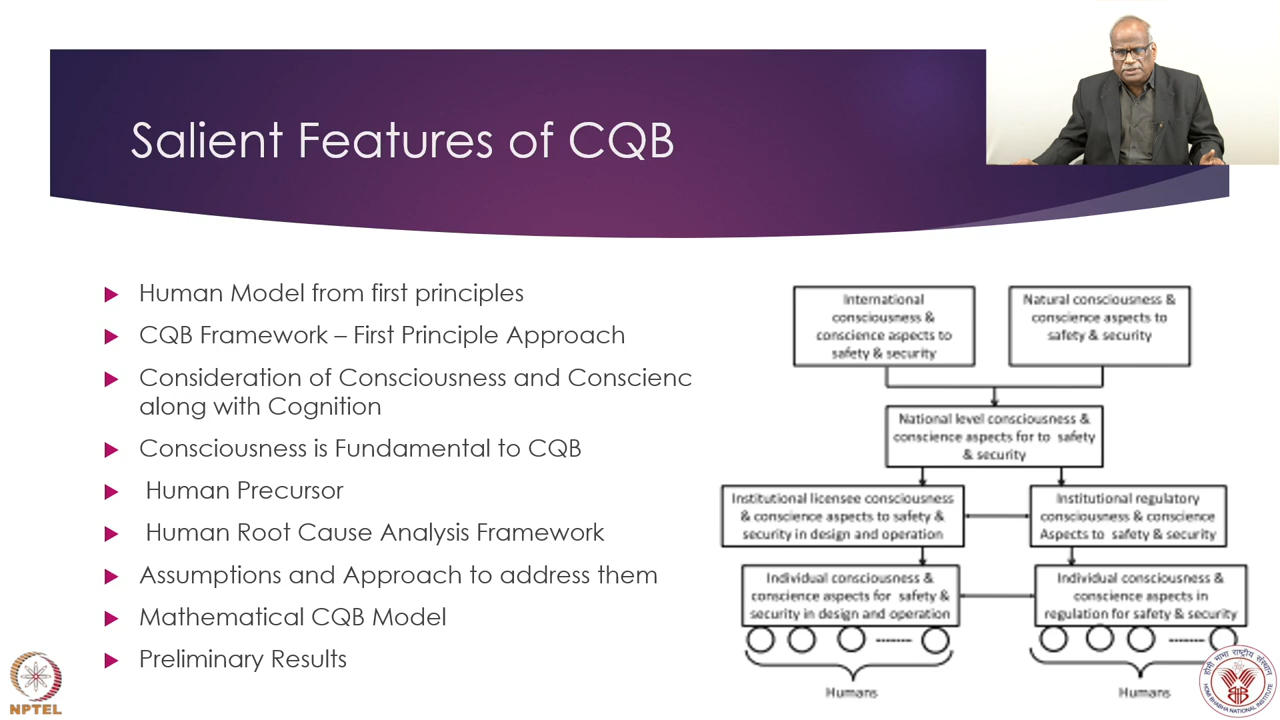 Salient Features of CQB
Human Model from first principles
CQB Framework – First Principle Approach
Consideration of Consciousness and Conscienc
along with Cognition
Consciousness is Fundamental to CQB
Human Precursor
Human Root Cause Analysis Framework
Assumptions and Approach to address them
Mathematical CQB Model
Preliminary Results
International
consciousness &
conscience aspects to
safety & security
Natural consciousness &
conscience aspects to
safety & security
National level consciousness &
conscience aspects for to safety
& security
Institutional licensee consciousness
& conscience aspects to safety &
security in design and operation
Institutional regulatory
consciousness & conscience
Aspects to safety & security
Individual consciousness &
conscience aspects for safety &
security in design and operation
Individual consciousness &
conscience aspects in
regulation for safety & security
Humans
Humans
NPTEL
होमी भाभा राष्ट्रीय संस्थान
HOMI BHABHA NATIONAL INSTITUTE